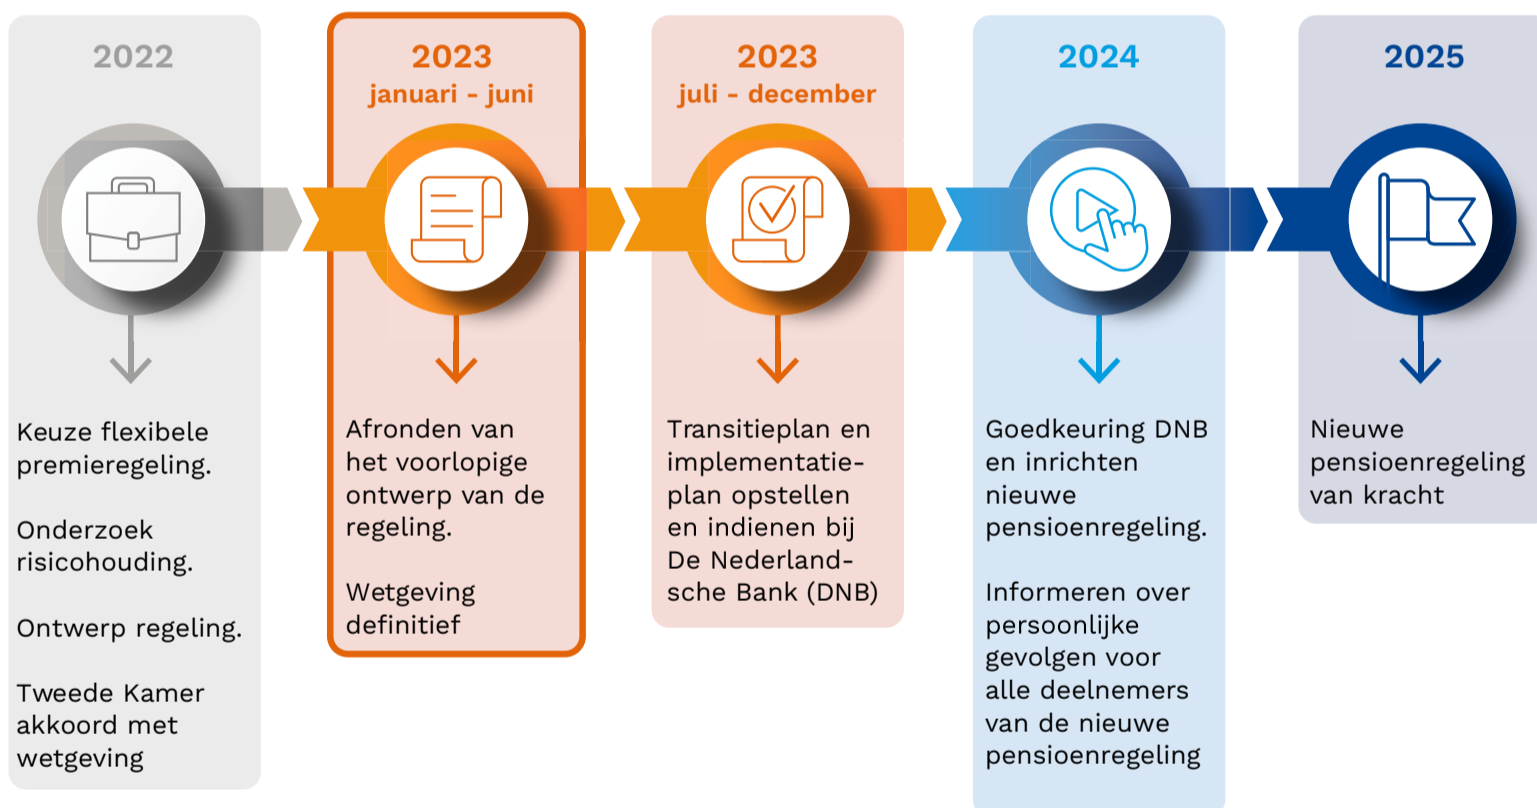 2022
Keuze flexibele
premieregeling.
Onderzoek
risicohouding.
Ontwerp regeling.
Tweede Kamer
akkoord met
wetgeving
2023
januari - juni
Afronden van
het voorlopige
ontwerp van de
regeling.
Wetgeving
definitief
2023
juli - december
Transitieplan en
implementatie-
plan opstellen
en indienen bij
De Nederland-
sche Bank (DNB)
2024
Goedkeuring DNB
en inrichten
nieuwe
pensioenregeling.
Informeren over
persoonlijke
gevolgen voor
alle deelnemers
van de nieuwe
pensioenregeling
2025
Nieuwe
pensioenregeling
van kracht